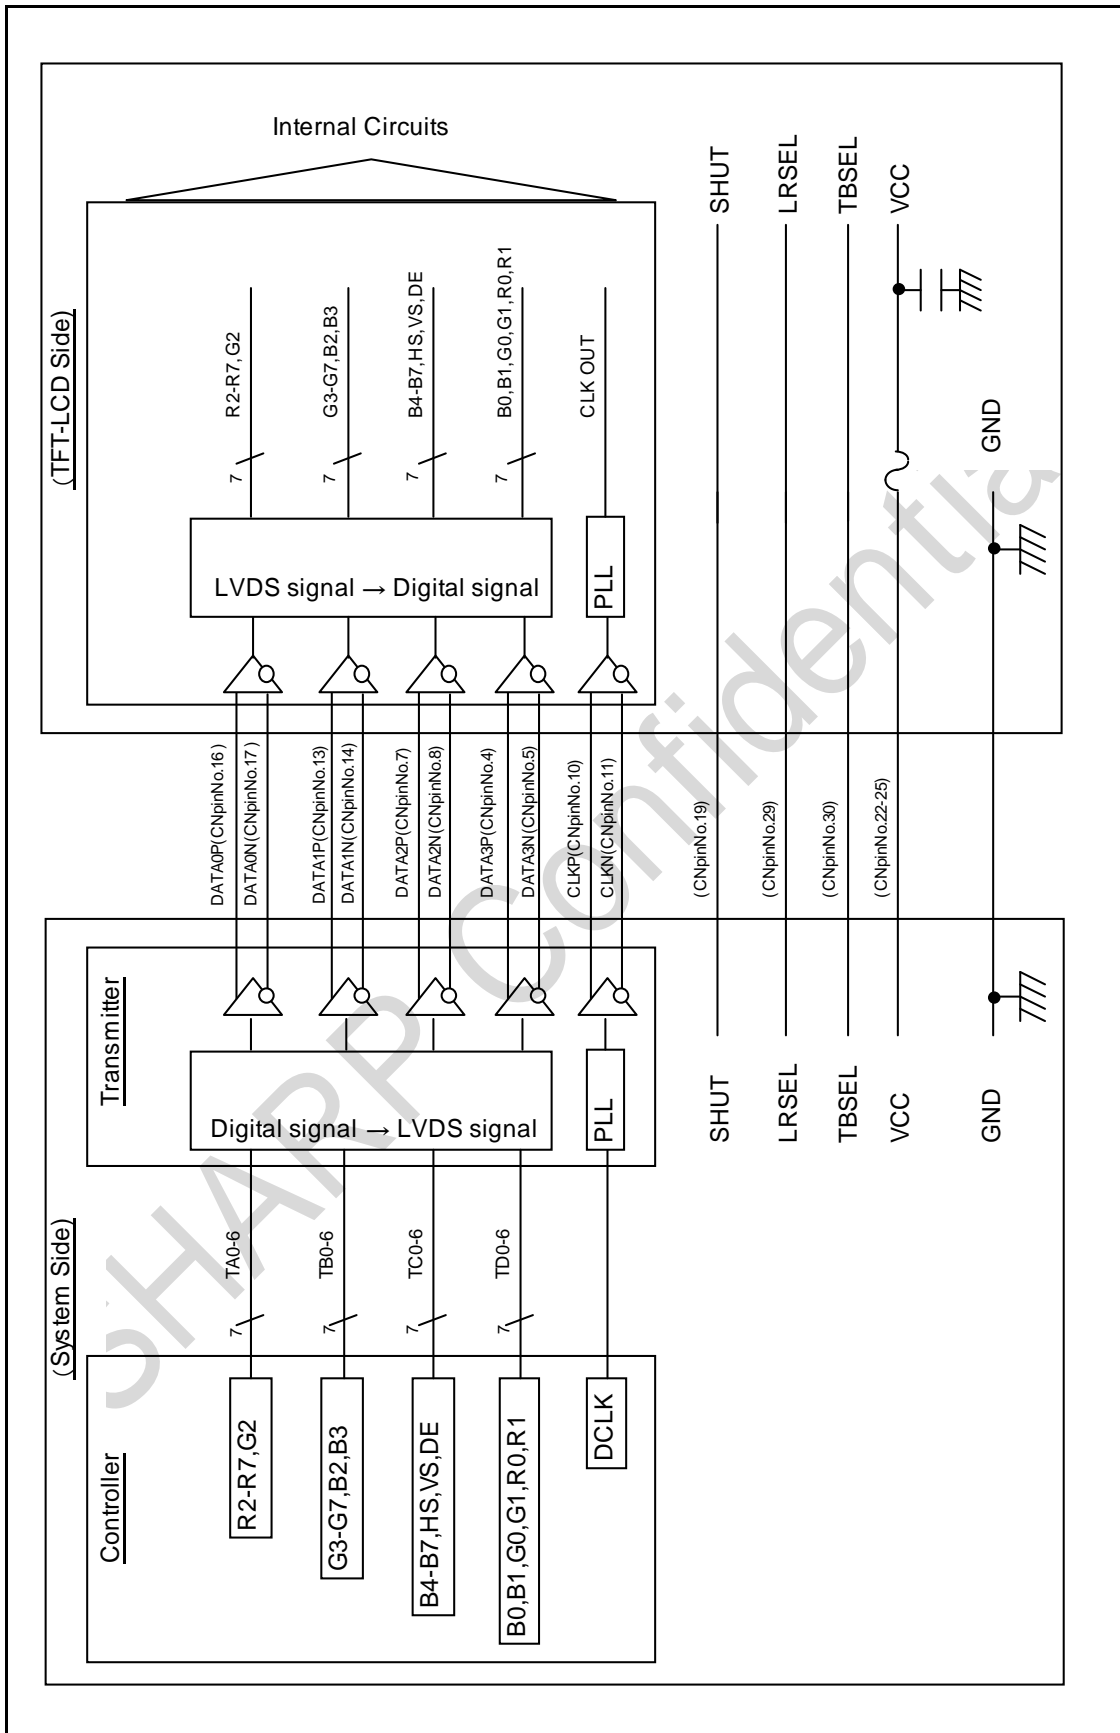 Internal Circuits
(TFT-LCD Side)
R2-R7,G2
G3-G7,B2,B3
B4-B7,HS,VS,DE
B0,B1,G0,G1,R0,R1
CLK OUT
7
7
7
7
LVDS signal → Digital signal
PLL
SHUT
LRSEL
TBSEL
VCC
GND
DATA0P(CNpinNo.16)
DATA0N(CNpinNo.17)
DATA1P(CNpinNo.13)
DATA1N(CNpinNo.14)
DATA2P(CNpinNo.7)
DATA2N(CNpinNo.8)
DATA3P(CNpinNo.4)
DATA3N(CNpinNo.5)
CLKP(CNpinNo.10)
CLKN(CNpinNo.11)
(CNpinNo.19)
(CNpinNo.29)
(CNpinNo.30)
(CNpinNo.22-25)
(System Side)
Transmitter
Digital signal → LVDS signal
PLL
SHUT
LRSEL
TBSEL
VCC
GND
TA0-6
TB0-6
TC0-6
TD0-6
7
7
7
7
Controller
R2-R7,G2
G3-G7,B2,B3
B4-B7,HS,VS,DE
B0,B1,G0,G1,R0,R1
DCLK
SHARP Confidential